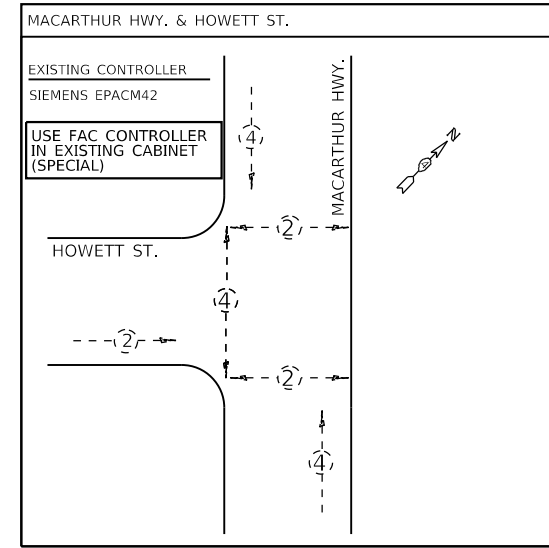 MACARTHUR HWY. & HOWETT ST.
EXISTING CONTROLLER
SIEMENS EPACM42
USE FAC CONTROLLER
IN EXISTING CABINET
(SPECIAL)
MACARTHUR HWY.
4
N
2
HOWETT ST.
4
2
2
4